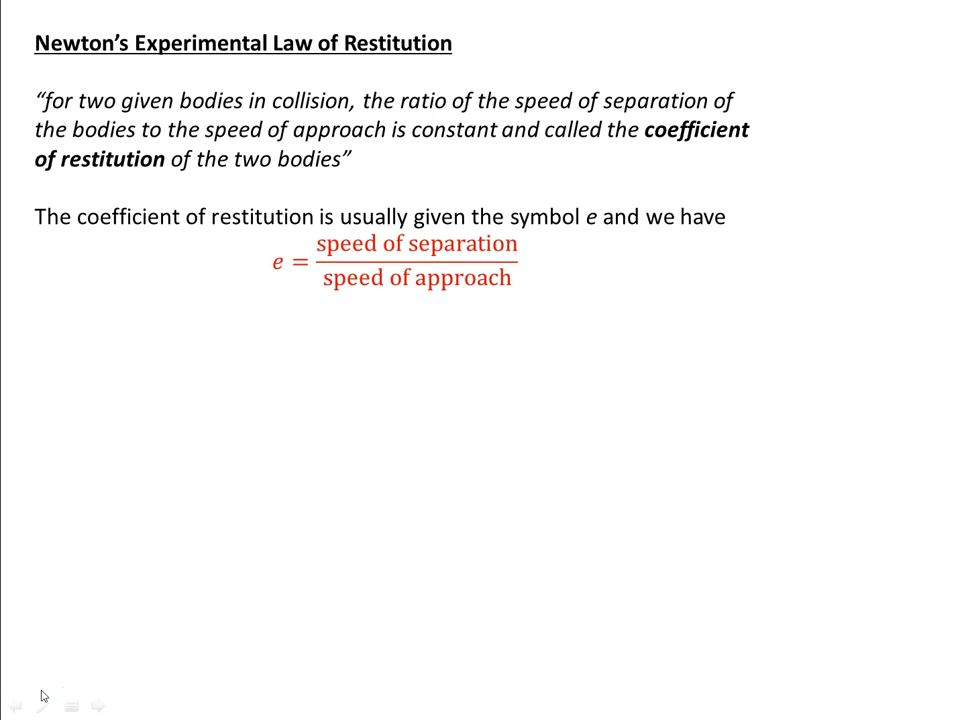 Newton’s Experimental Law of Restitution
“for two given bodies in collision, the ratio of the speed of separation of
the bodies to the speed of approach is constant and called the coefficient
of restitution of the two bodies”
The coefficient of restitution is usually given the symbol e and we have
e = speed of separation / speed of approach